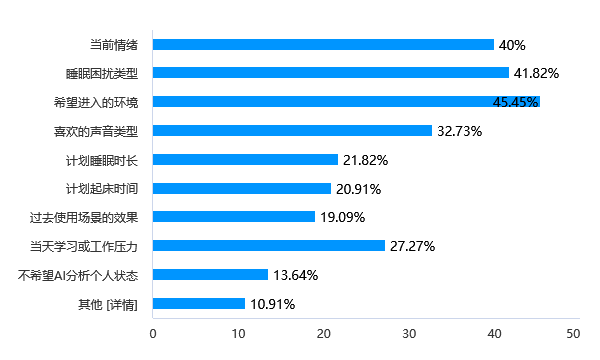 当前情绪 40%
睡眠困扰类型 41.82%
希望进入的环境 45.45%
喜欢的声音类型 32.73%
计划睡眠时长 21.82%
计划起床时间 20.91%
过去使用场景的效果 19.09%
当天学习或工作压力 27.27%
不希望AI分析个人状态 13.64%
其他 [详情] 10.91%
0 10 20 30 40 50